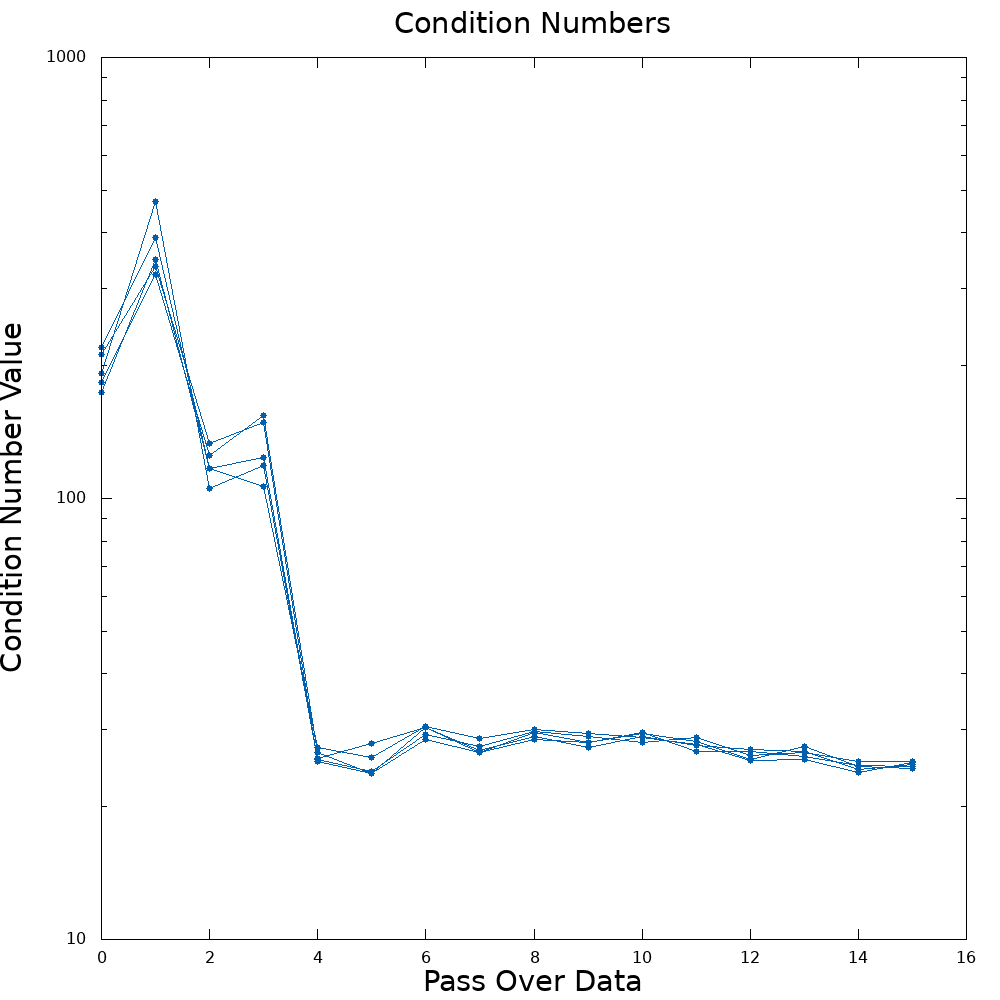 Condition Numbers
1000
100
10
Condition Number Value
0 2 4 6 8 10 12 14 16
Pass Over Data